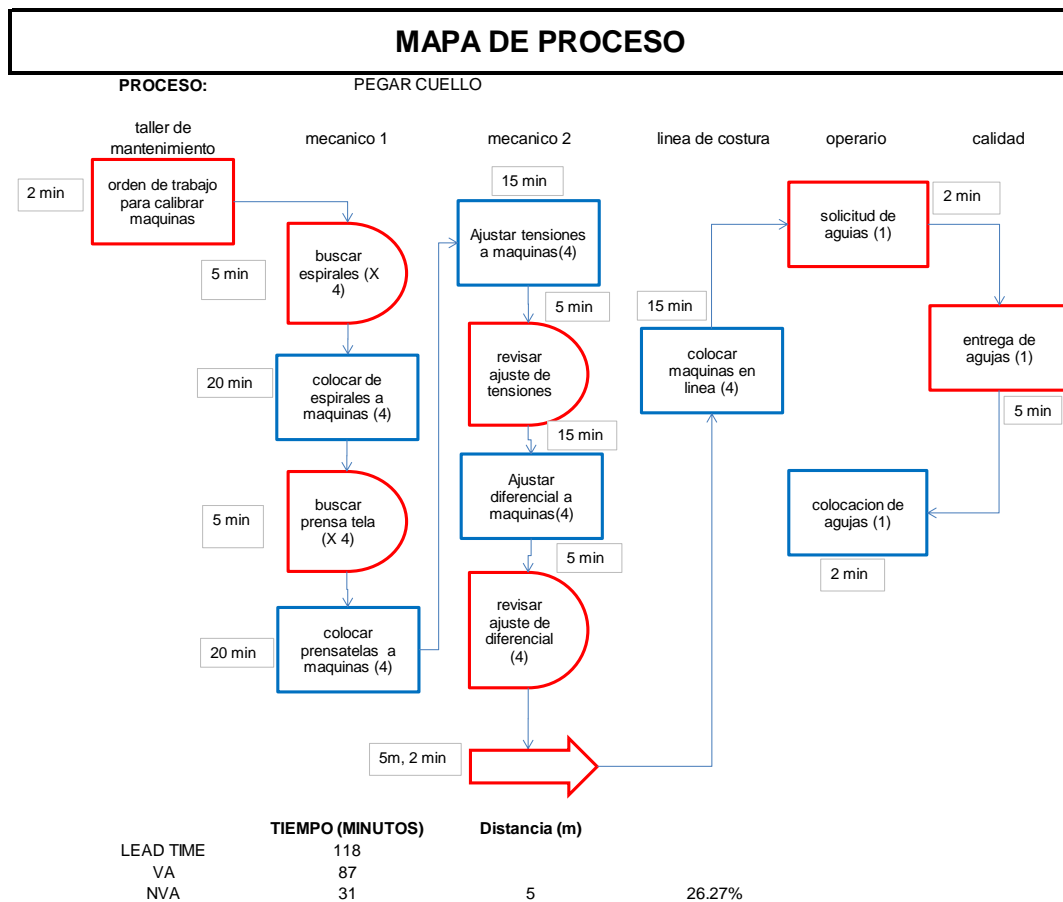 MAPA DE PROCESO
PROCESO:
PEGAR CUELLO
taller de
mantenimiento
mecanico 1
mecanico 2
linea de costura
operario
calidad
2 min
orden de trabajo
para calibrar
maquinas
5 min
buscar
espirales (X
4)
20 min
colocar de
espirales a
maquinas (4)
5 min
buscar
prensa tela
(X 4)
20 min
colocar
prensatelas a
maquinas (4)
15 min
Ajustar tensiones
a maquinas(4)
5 min
revisar
ajuste de
tensiones
15 min
Ajustar
diferencial a
maquinas(4)
5 min
revisar
ajuste de
diferencial
(4)
5m, 2 min
15 min
colocar
maquinas en
linea (4)
solicitud de
aguias (1)
2 min
entrega de
agujas (1)
5 min
colocacion de
agujas (1)
2 min
TIEMPO (MINUTOS)
Distancia (m)
LEAD TIME 118
VA 87
NVA 31 5 26.27%